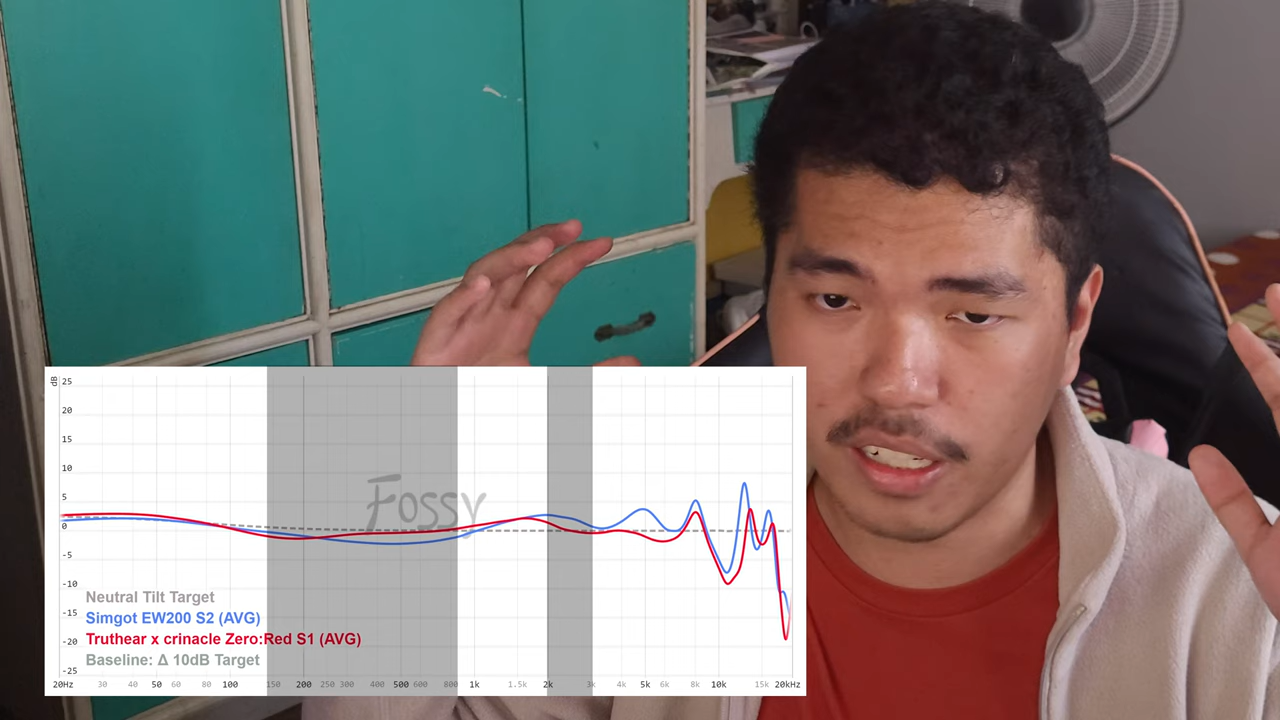 dB
25
20
15
10
5
0
-5
-10
-15
-20
-25
Fossy
Neutral Tilt Target
Simgot EW200 S2 (AVG)
Truthear x crinacle Zero:Red S1 (AVG)
Baseline: Δ 10dB Target
20Hz 30 40 50 60 80 100 150 200 250 300 400 500 600 800 1k 1.5k 2k 3k 4k 5k 6k 8k 10k 15k 20kHz